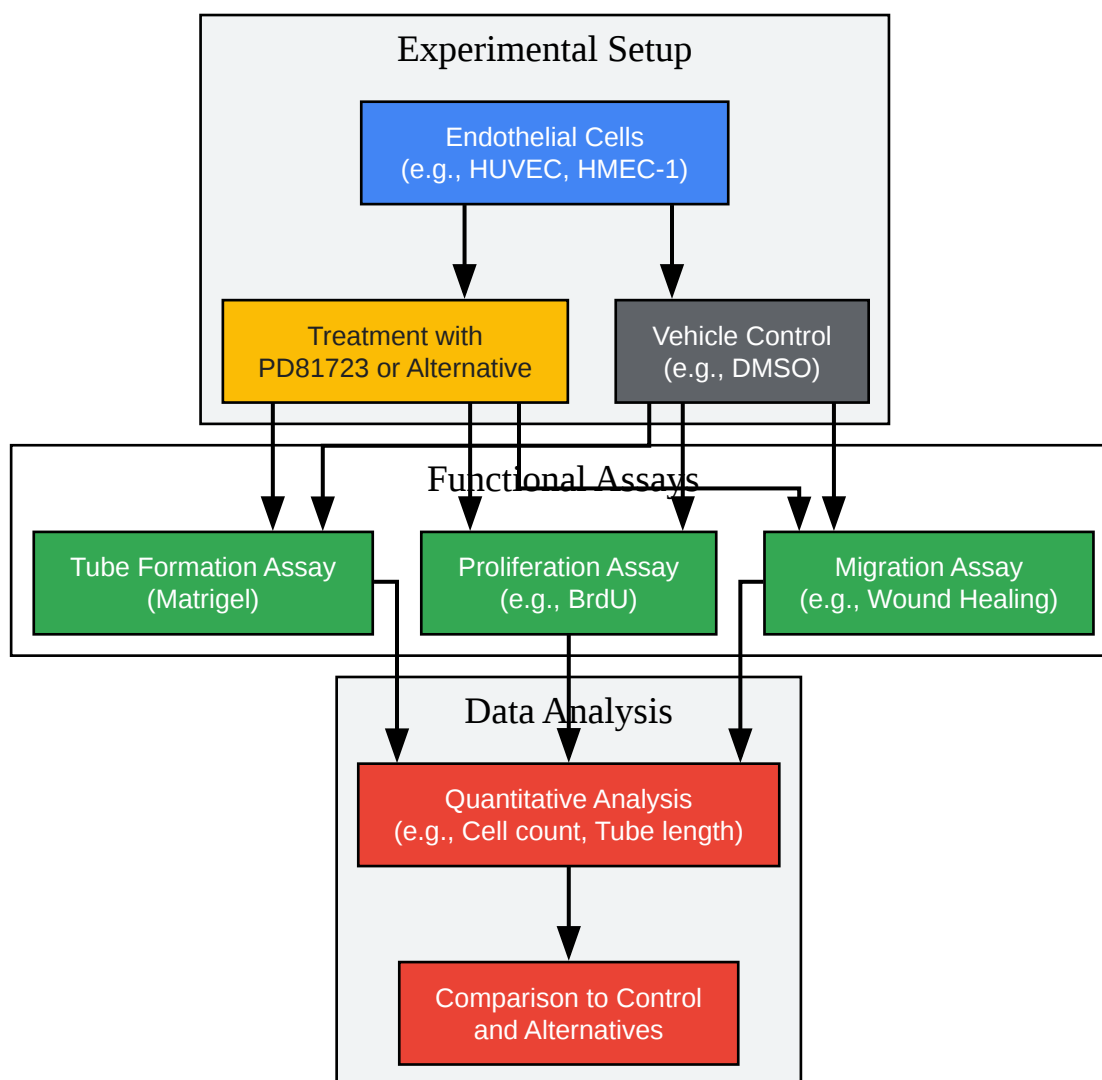 Experimental Setup
Endothelial Cells
(e.g., HUVEC, HMEC-1)
Treatment with
PD81723 or Alternative
Vehicle Control
(e.g., DMSO)
Functional Assays
Tube Formation Assay
(Matrigel)
Proliferation Assay
(e.g., BrdU)
Migration Assay
(e.g., Wound Healing)
Data Analysis
Quantitative Analysis
(e.g., Cell count, Tube length)
Comparison to Control
and Alternatives